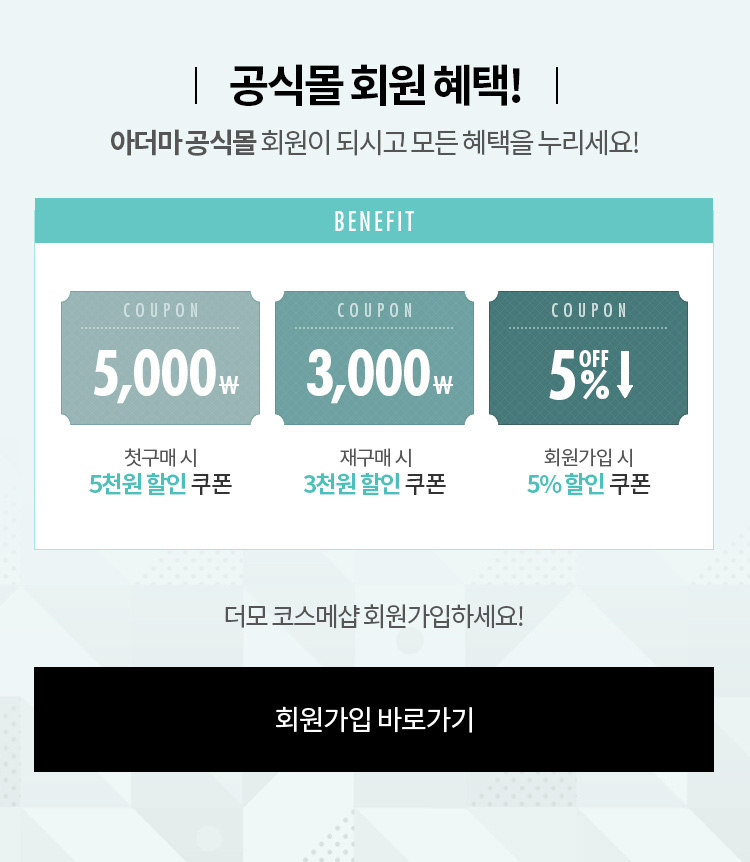 공식몰 회원 혜택!
아더마 공식몰 회원이 되시고 모든 혜택을 누리세요!
BENEFIT
COUPON
5,000₩
첫구매 시
5천원 할인 쿠폰
COUPON
3,000₩
재구매 시
3천원 할인 쿠폰
COUPON
5% OFF
회원가입 시
5% 할인 쿠폰
더모 코스메샵 회원가입하세요!
회원가입 바로가기